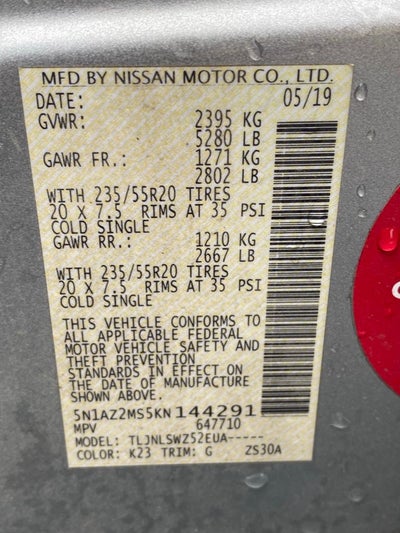 MFD BY NISSAN MOTOR CO., LTD.
DATE: 05/19
GVWR: 2395 KG
5280 LB
GAWR FR.: 1271 KG
2802 LB
WITH 235/55R20 TIRES
20 X 7.5 RIMS AT 35 PSI
COLD SINGLE
GAWR RR.: 1210 KG
2667 LB
WITH 235/55R20 TIRES
20 X 7.5 RIMS AT 35 PSI
COLD SINGLE
THIS VEHICLE CONFORMS TO
ALL APPLICABLE FEDERAL
MOTOR VEHICLE SAFETY AND
THEFT PREVENTION
STANDARDS IN EFFECT ON
THE DATE OF MANUFACTURE
SHOWN ABOVE.
5N1AZ2MS5KN144291
MPV 647710
MODEL: TLJNLSWZ52EUA-----
COLOR: K23 TRIM: G ZS30A